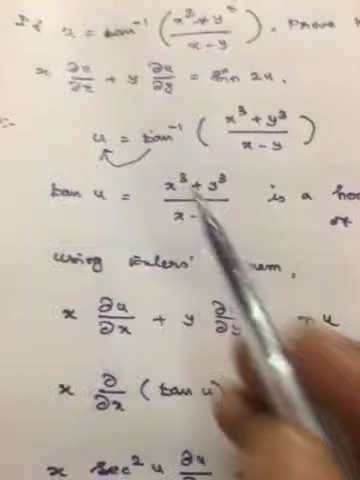 If z = tan⁻¹ (x³+y³ / x-y), Prove
x ∂u/∂x + y ∂u/∂y = sin 2u.
u = tan⁻¹ (x³+y³ / x-y)
tan u = x³+y³ / x- is a
using Eulers'
x ∂u/∂x + y ∂
x ∂/∂x (tan u)
x sec² u ∂u